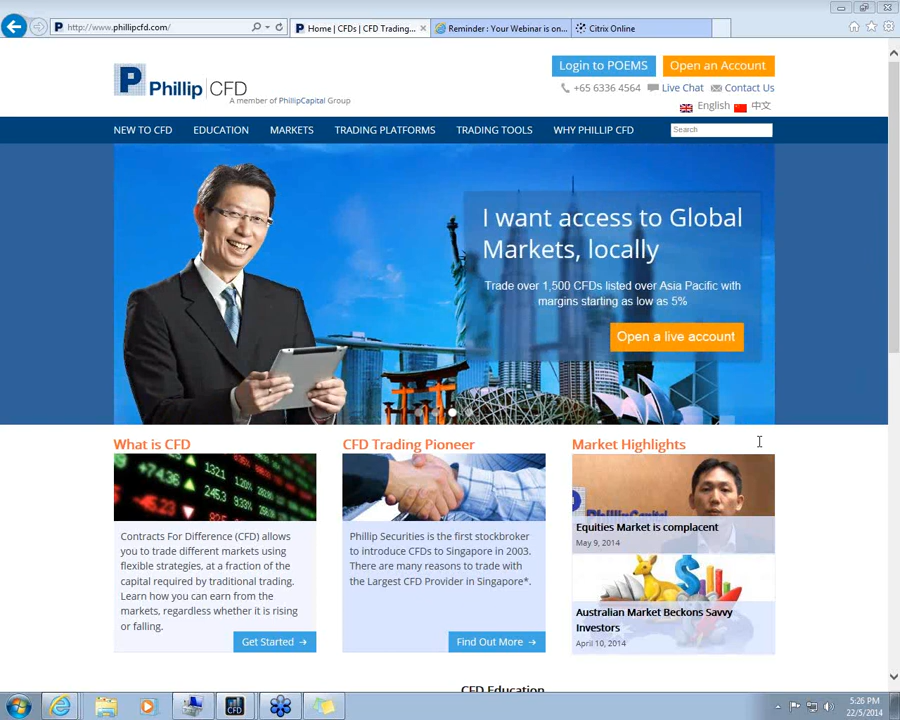 http://www.phillipcfd.com/
Home | CFDs | CFD Trading...
Reminder : Your Webinar is on...
Citrix Online
P Phillip CFD
A member of PhillipCapital Group
Login to POEMS
Open an Account
+65 6336 4564
Live Chat
Contact Us
English
中文
NEW TO CFD
EDUCATION
MARKETS
TRADING PLATFORMS
TRADING TOOLS
WHY PHILLIP CFD
Search
I want access to Global
Markets, locally
Trade over 1,500 CFDs listed over Asia Pacific with
margins starting as low as 5%
Open a live account
What is CFD
Contracts For Difference (CFD) allows
you to trade different markets using
flexible strategies, at a fraction of the
capital required by traditional trading.
Learn how you can earn from the
markets, regardless whether it is rising
or falling.
Get Started →
CFD Trading Pioneer
Phillip Securities is the first stockbroker
to introduce CFDs to Singapore in 2003.
There are many reasons to trade with
the Largest CFD Provider in Singapore*.
Find Out More →
Market Highlights
Equities Market is complacent
May 9, 2014
Australian Market Beckons Savvy
Investors
April 10, 2014
CFD Education
CFD
5:26 PM
22/5/2014